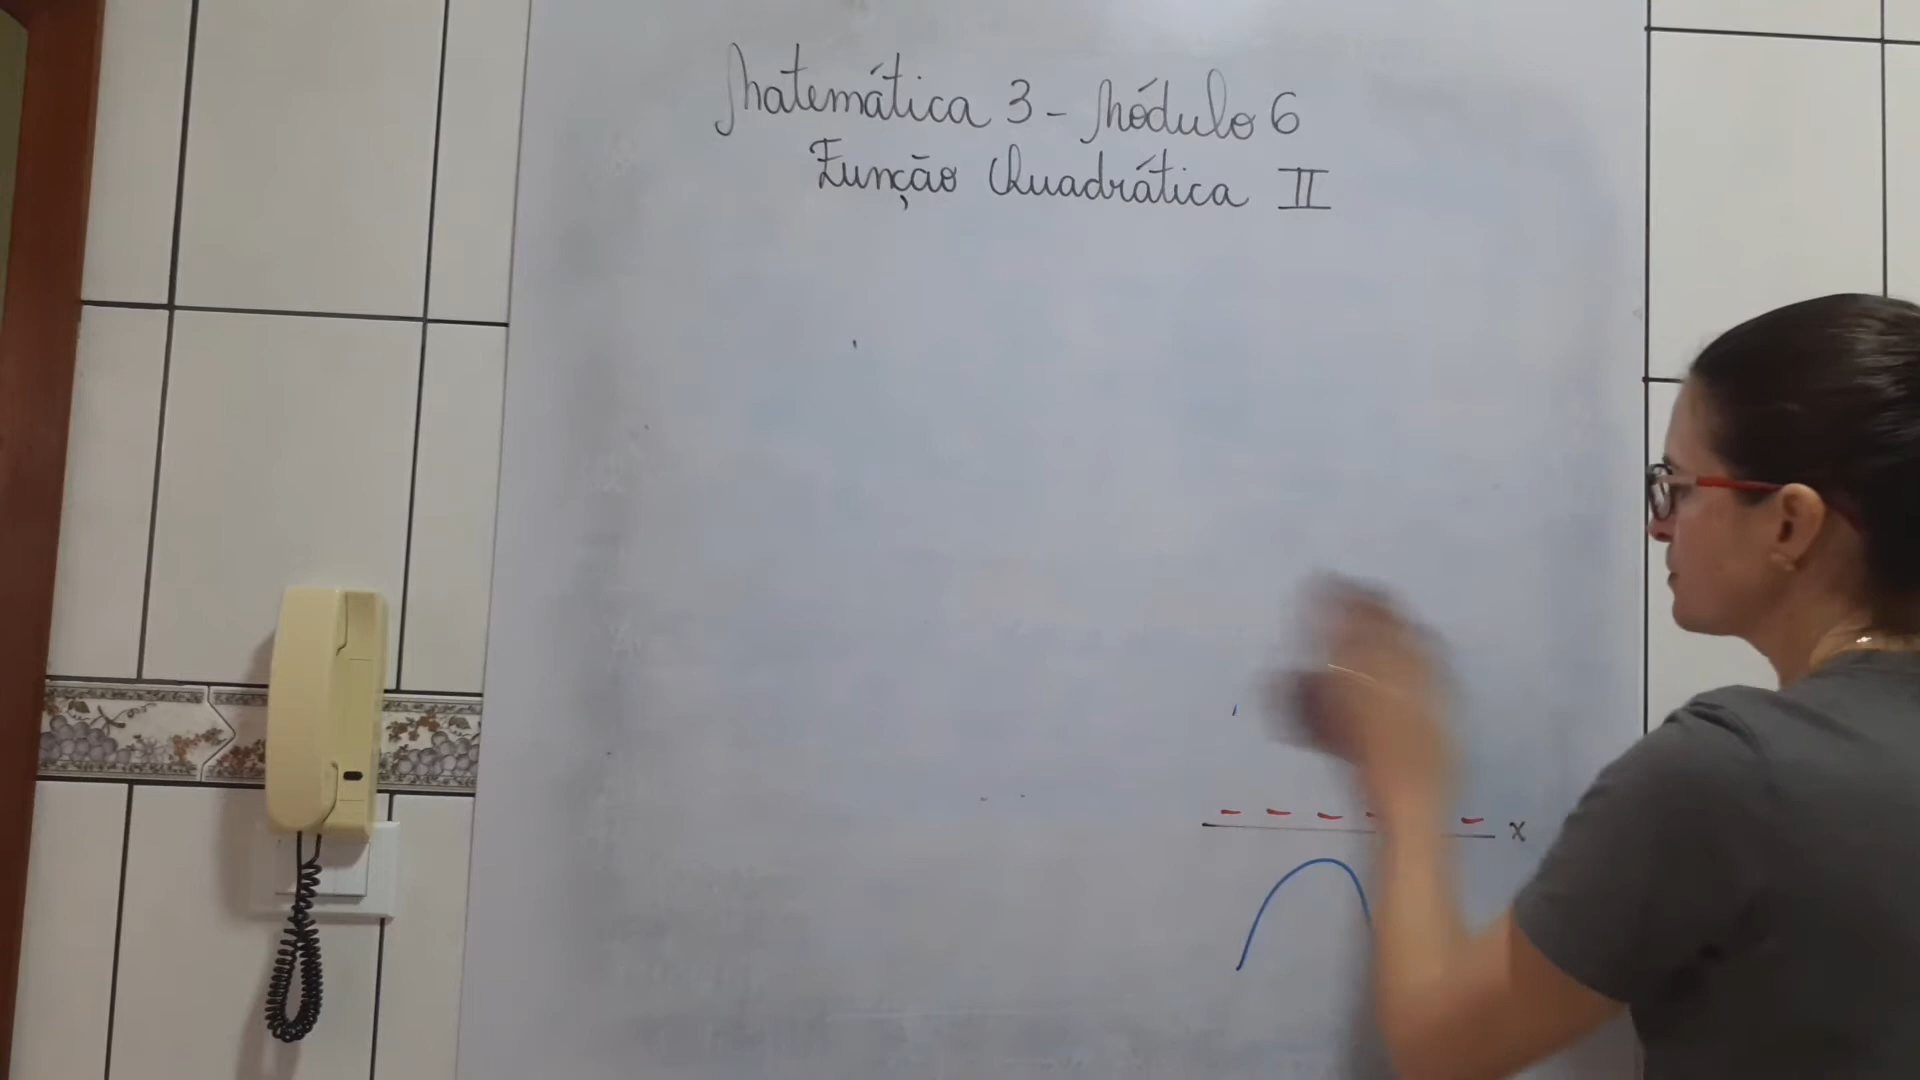 Matemática 3 - Módulo 6
Função Quadrática II
- - - - - x